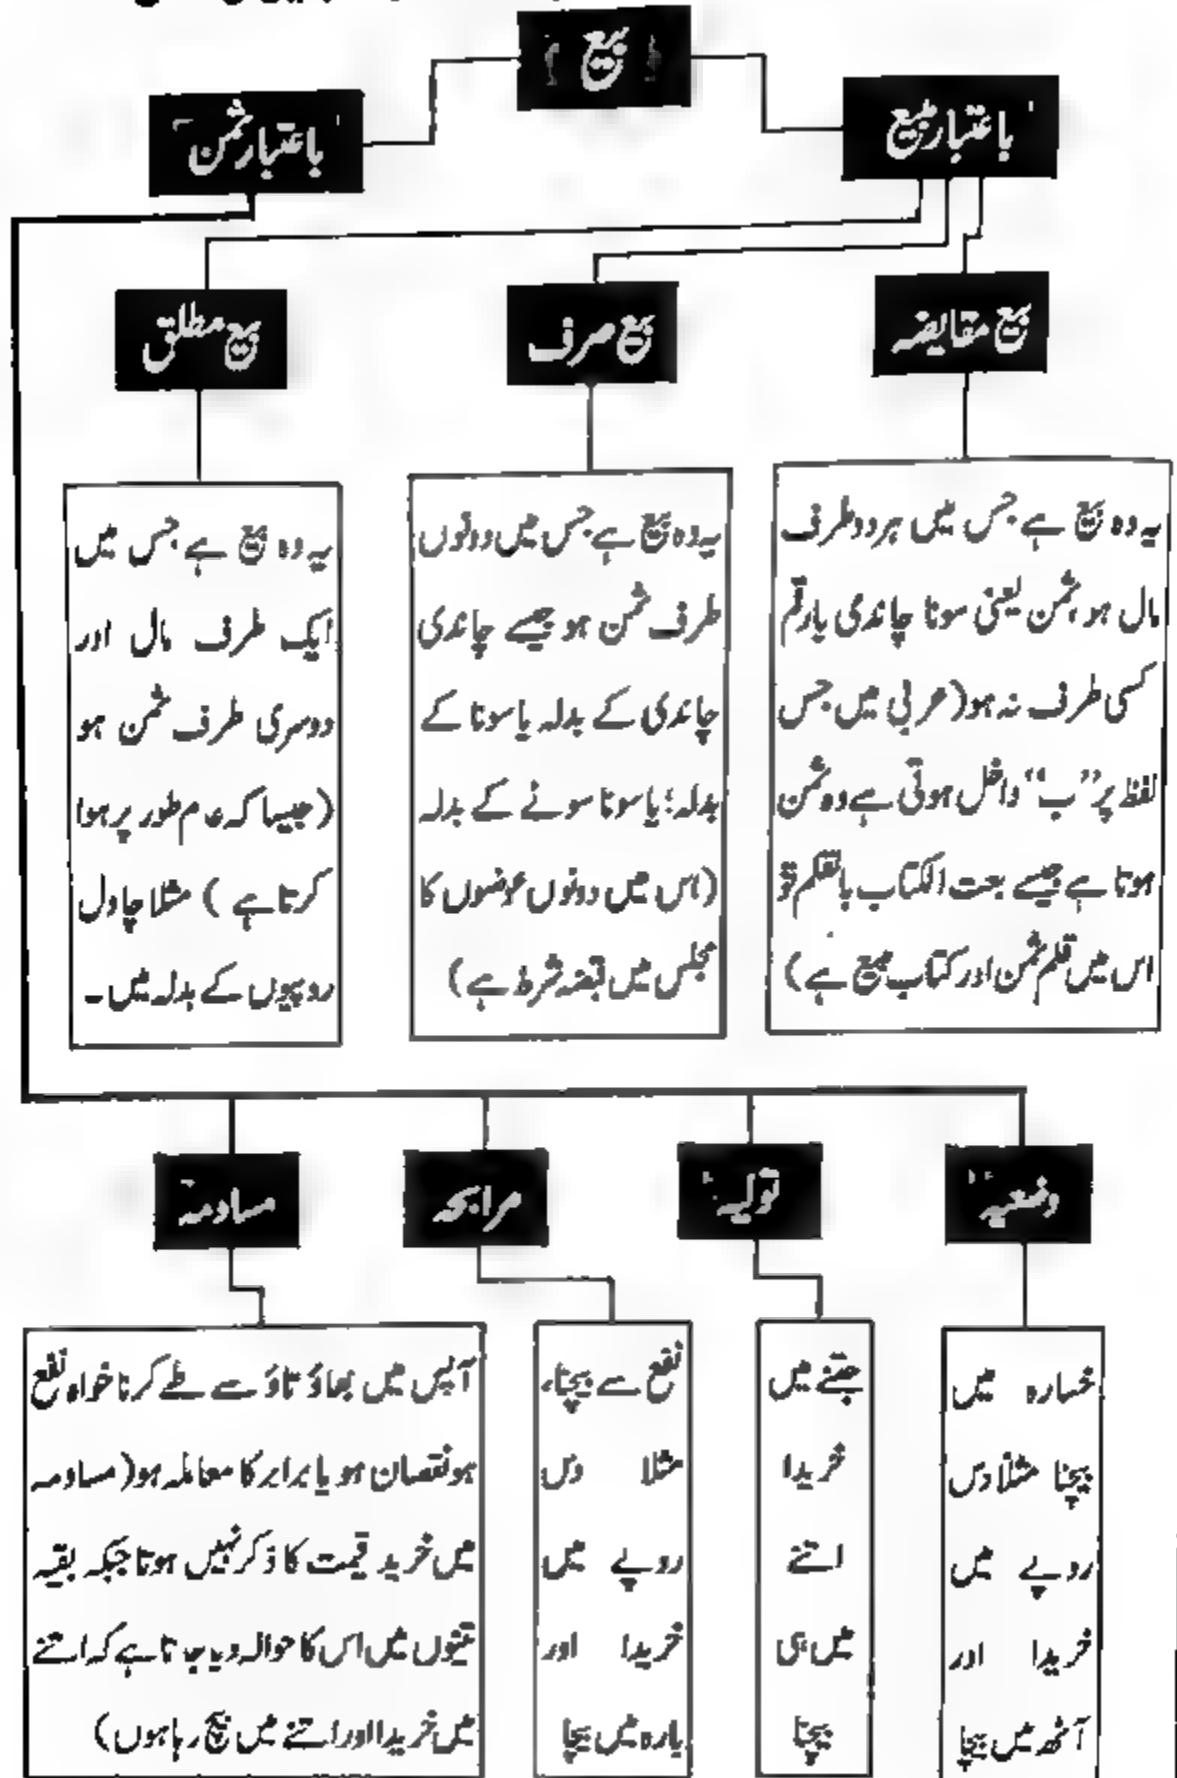 بیع
باعتبار مبیع
باعتبار ثمن
بیع مقایضہ
بیع صرف
بیع مطلق
یہ وہ بیع ہے جس میں ہر دو طرف
مال ہو، ثمن یعنی سونا چاندی یا رقم
کسی طرف نہ ہو (عربی میں جس
لفظ پر "ب" داخل ہوتی ہے وہ ثمن
ہوتا ہے جیسے بعت الکتاب بالقلم تو
اس میں قلم ثمن اور کتاب مبیع ہے)
یہ وہ بیع ہے جس میں دونوں
طرف ثمن ہو جیسے چاندی
چاندی کے بدلہ یا سونا کے
بدلہ؛ یا سونا سونے کے بدلہ
(اس میں دونوں عوضوں کا
مجلس میں قبضہ شرط ہے)
یہ وہ بیع ہے جس میں
ایک طرف مال اور
دوسری طرف ثمن ہو
(جیسا کہ عام طور پر ہوا
کرتا ہے) مثلا چاول
روپیوں کے بدلہ میں۔
وضعیہ
تولیہ
مرابحہ
مساومہ
خسارہ میں
بیچنا مثلاً دس
روپے میں
خریدا اور
آٹھ میں بیچا
جتنے میں
خریدا
اتنے
میں ہی
بیچنا
نفع سے بیچنا،
مثلا دس
روپے میں
خریدا اور
بارہ میں بیچا
آپس میں بھاؤ تاؤ سے طے کرنا خواہ نفع
ہو نقصان ہو یا برابر کا معاملہ ہو (مساومہ
میں خرید قیمت کا ذکر نہیں ہوتا جبکہ بقیہ
تینوں میں اس کا حوالہ دیا جاتا ہے کہ اتنے
میں خریدا اور اتنے میں بیچ رہا ہوں)